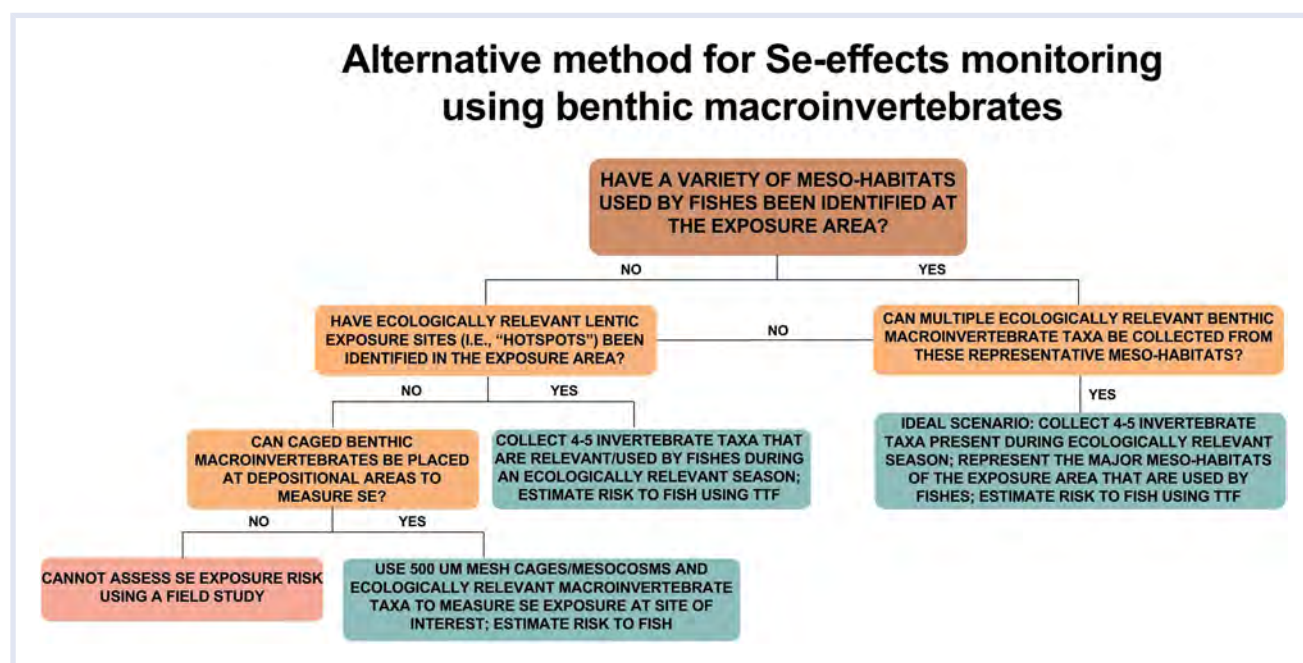 Alternative method for Se-effects monitoring
using benthic macroinvertebrates
HAVE A VARIETY OF MESO-HABITATS
USED BY FISHES BEEN IDENTIFIED AT
THE EXPOSURE AREA?
NO
YES
HAVE ECOLOGICALLY RELEVANT LENTIC
EXPOSURE SITES (I.E., “HOTSPOTS”) BEEN
IDENTIFIED IN THE EXPOSURE AREA?
NO
CAN MULTIPLE ECOLOGICALLY RELEVANT BENTHIC
MACROINVERTEBRATE TAXA BE COLLECTED FROM
THESE REPRESENTATIVE MESO-HABITATS?
NO
YES
YES
CAN CAGED BENTHIC
MACROINVERTEBRATES BE PLACED
AT DEPOSITIONAL AREAS TO
MEASURE SE?
COLLECT 4-5 INVERTEBRATE TAXA THAT
ARE RELEVANT/USED BY FISHES DURING
AN ECOLOGICALLY RELEVANT SEASON;
ESTIMATE RISK TO FISH USING TTF
IDEAL SCENARIO: COLLECT 4-5 INVERTEBRATE
TAXA PRESENT DURING ECOLOGICALLY RELEVANT
SEASON; REPRESENT THE MAJOR MESO-HABITATS
OF THE EXPOSURE AREA THAT ARE USED BY
FISHES; ESTIMATE RISK TO FISH USING TTF
NO
YES
CANNOT ASSESS SE EXPOSURE RISK
USING A FIELD STUDY
USE 500 UM MESH CAGES/MESOCOSMS AND
ECOLOGICALLY RELEVANT MACROINVERTEBRATE
TAXA TO MEASURE SE EXPOSURE AT SITE OF
INTEREST; ESTIMATE RISK TO FISH